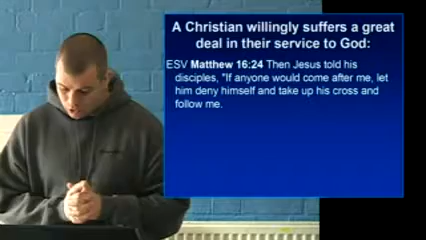 A Christian willingly suffers a great
deal in their service to God:
ESV Matthew 16:24 Then Jesus told his
disciples, "If anyone would come after me, let
him deny himself and take up his cross and
follow me.